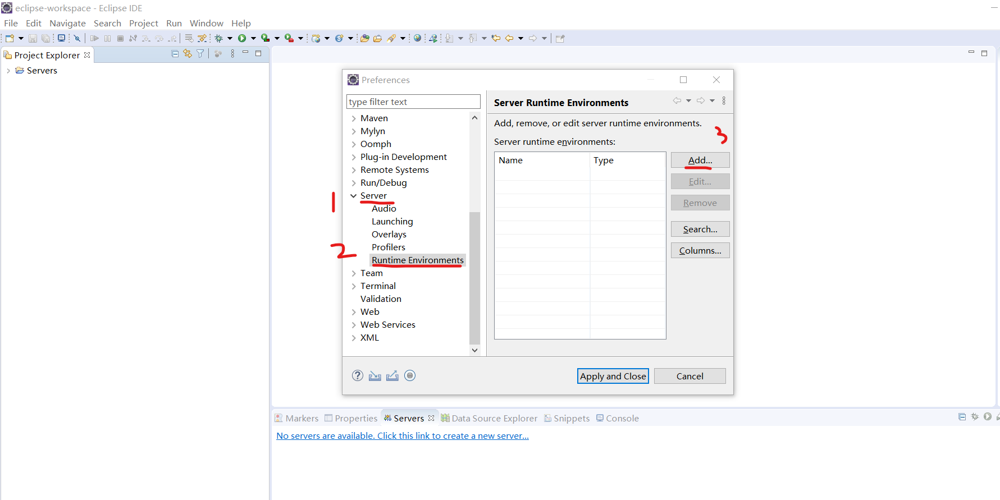 eclipse-workspace - Eclipse IDE
File Edit Navigate Search Project Run Window Help
Project Explorer
Servers
Preferences
type filter text
Maven
Mylyn
Oomph
Plug-in Development
Remote Systems
Run/Debug
1
Server
Audio
Launching
Overlays
Profilers
2
Runtime Environments
Team
Terminal
Validation
Web
Web Services
XML
Server Runtime Environments
Add, remove, or edit server runtime environments.
3
Server runtime environments:
Name Type
Add...
Edit...
Remove
Search...
Columns...
Apply and Close Cancel
Markers Properties Servers Data Source Explorer Snippets Console
No servers are available. Click this link to create a new server...